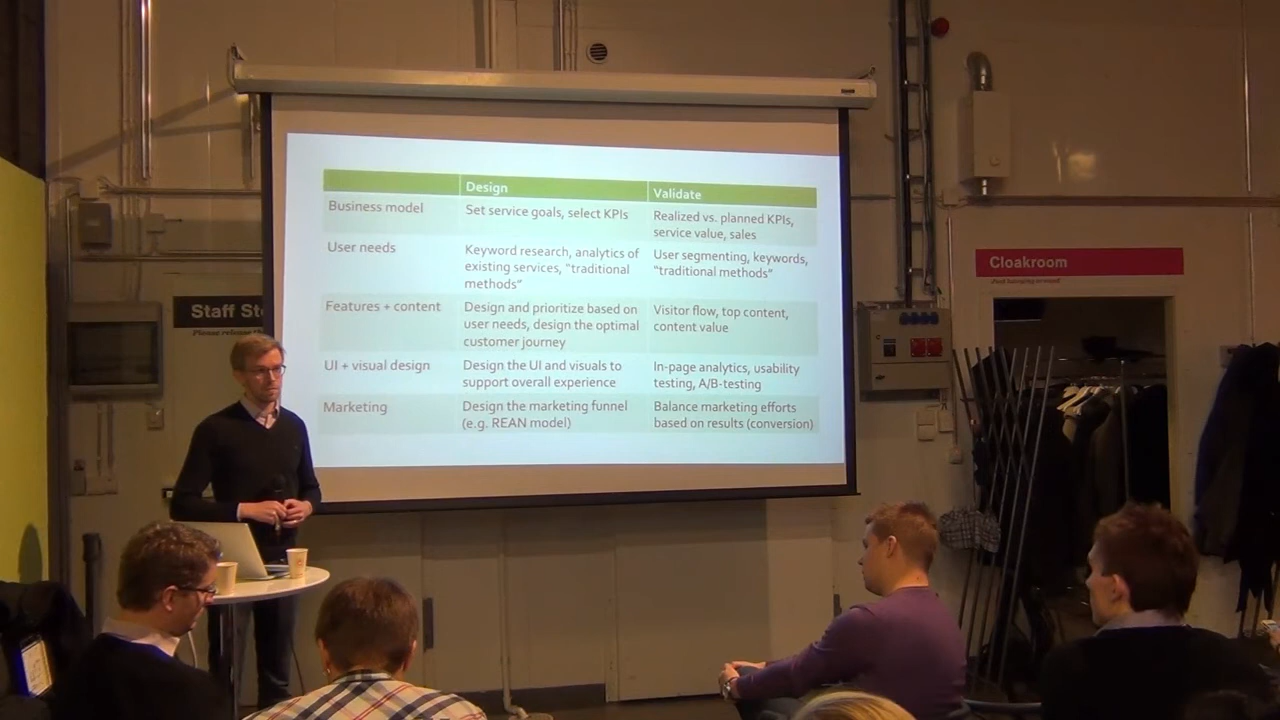 Design
Validate
Business model
Set service goals, select KPIs
Realized vs. planned KPIs,
service value, sales
User needs
Keyword research, analytics of
existing services, "traditional
methods"
User segmenting, keywords,
"traditional methods"
Features + content
Design and prioritize based on
user needs, design the optimal
customer journey
Visitor flow, top content,
content value
UI + visual design
Design the UI and visuals to
support overall experience
In-page analytics, usability
testing, A/B-testing
Marketing
Design the marketing funnel
(e.g. REAN model)
Balance marketing efforts
based on results (conversion)
Staff
Please release
Cloakroom